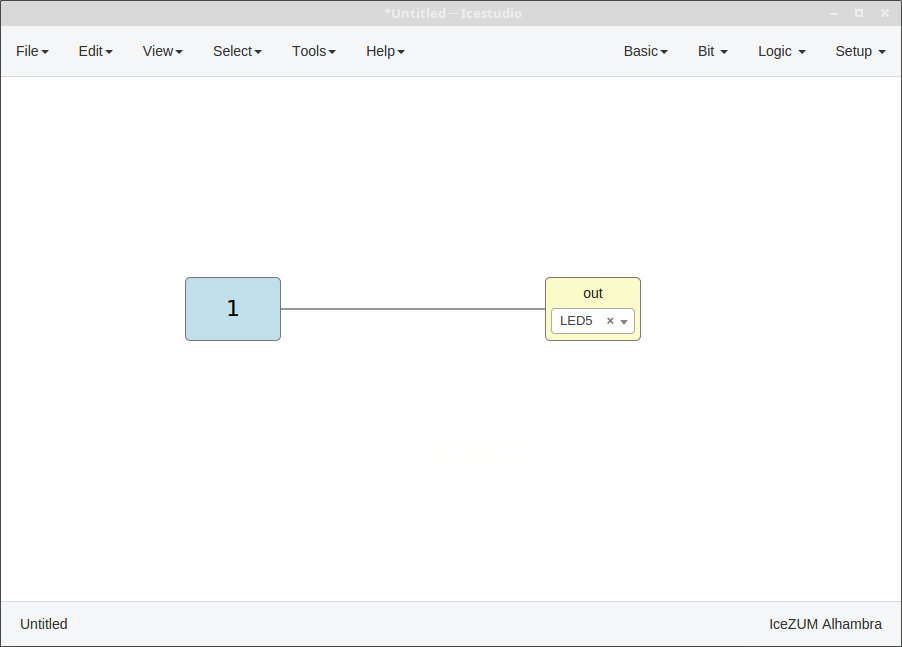 *Untitled – Icestudio
File Edit View Select Tools Help Basic Bit Logic Setup
1
out
LED5
Untitled IceZUM Alhambra